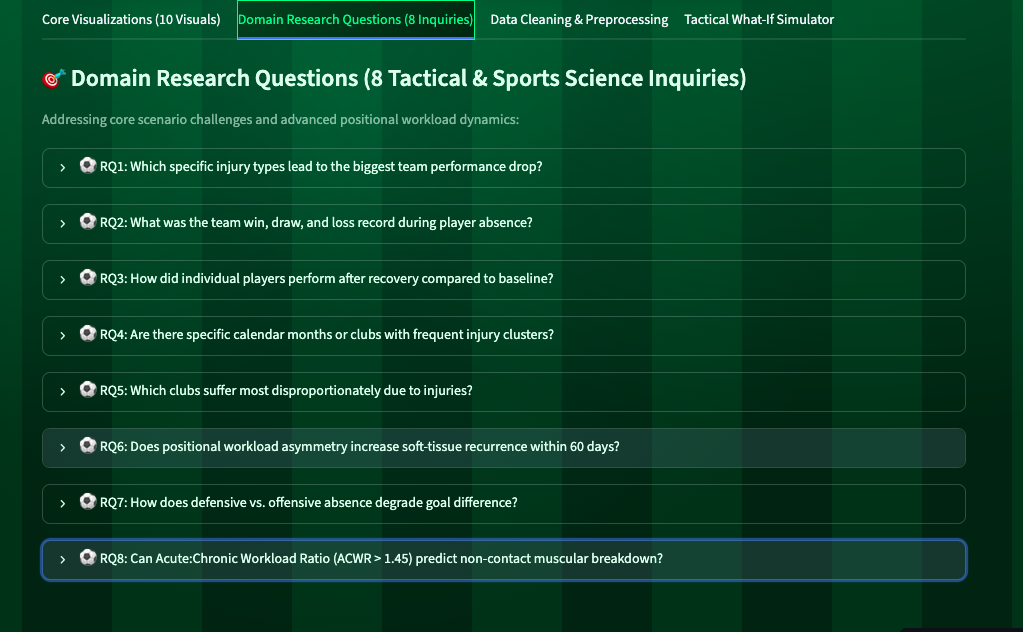 Core Visualizations (10 Visuals) Domain Research Questions (8 Inquiries) Data Cleaning & Preprocessing Tactical What-If Simulator
Domain Research Questions (8 Tactical & Sports Science Inquiries)
Addressing core scenario challenges and advanced positional workload dynamics:
RQ1: Which specific injury types lead to the biggest team performance drop?
RQ2: What was the team win, draw, and loss record during player absence?
RQ3: How did individual players perform after recovery compared to baseline?
RQ4: Are there specific calendar months or clubs with frequent injury clusters?
RQ5: Which clubs suffer most disproportionately due to injuries?
RQ6: Does positional workload asymmetry increase soft-tissue recurrence within 60 days?
RQ7: How does defensive vs. offensive absence degrade goal difference?
RQ8: Can Acute:Chronic Workload Ratio (ACWR > 1.45) predict non-contact muscular breakdown?